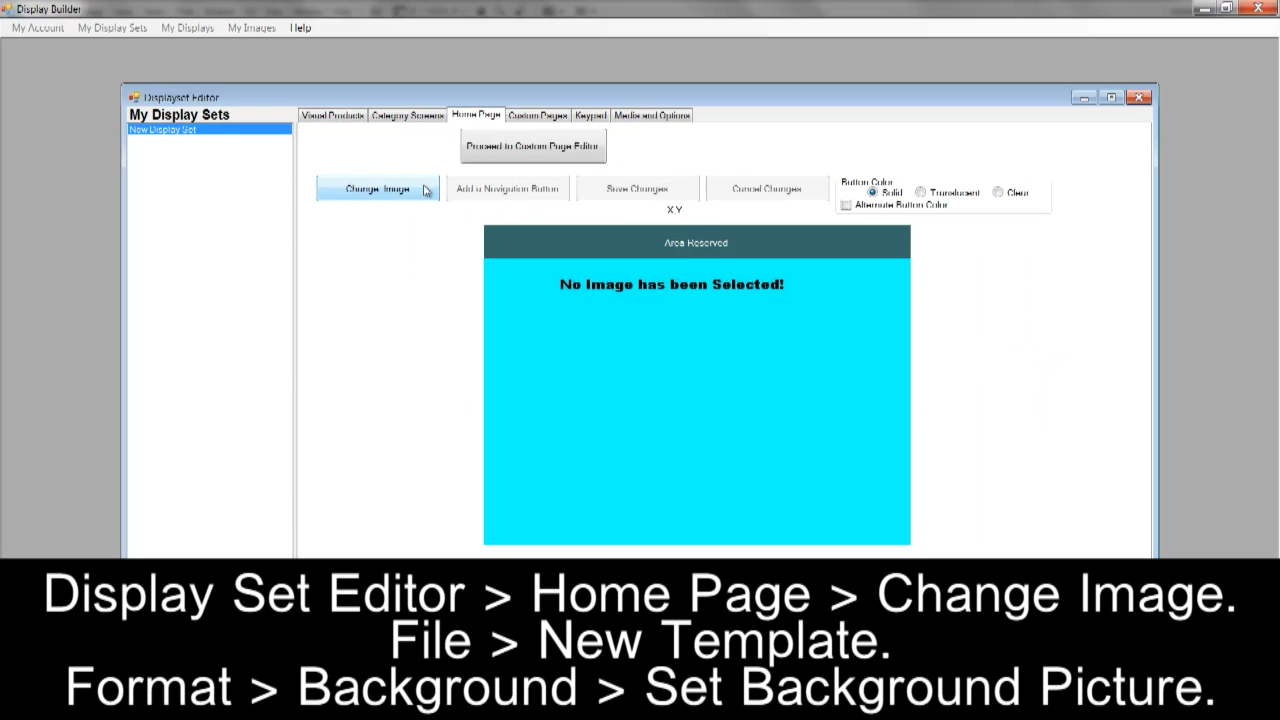 Display Builder
My Account My Display Sets My Displays My Images Help
Displayset Editor
My Display Sets
New Display Set
Visual Products Category Screens Home Page Custom Pages Keypad Media and Options
Proceed to Custom Page Editor
Change Image Add a Navigation Button Save Changes Cancel Changes
Button Color
Solid Translucent Clear
Alternate Button Color
X Y
Area Reserved
No Image has been Selected!
Display Set Editor > Home Page > Change Image.
File > New Template.
Format > Background > Set Background Picture.